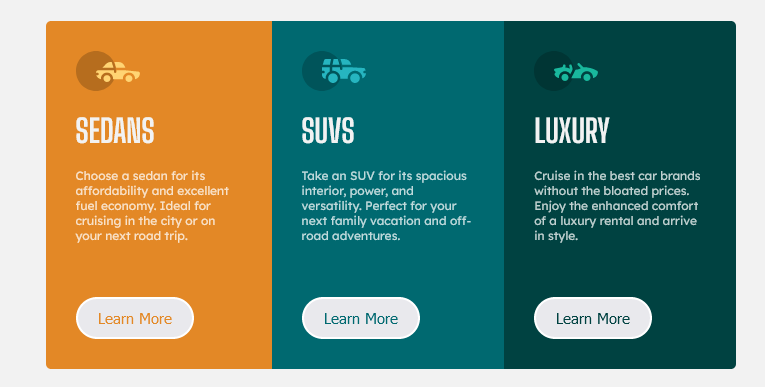 SEDANS
Choose a sedan for its
affordability and excellent
fuel economy. Ideal for
cruising in the city or on
your next road trip.
Learn More
SUVS
Take an SUV for its spacious
interior, power, and
versatility. Perfect for your
next family vacation and off-
road adventures.
Learn More
LUXURY
Cruise in the best car brands
without the bloated prices.
Enjoy the enhanced comfort
of a luxury rental and arrive
in style.
Learn More